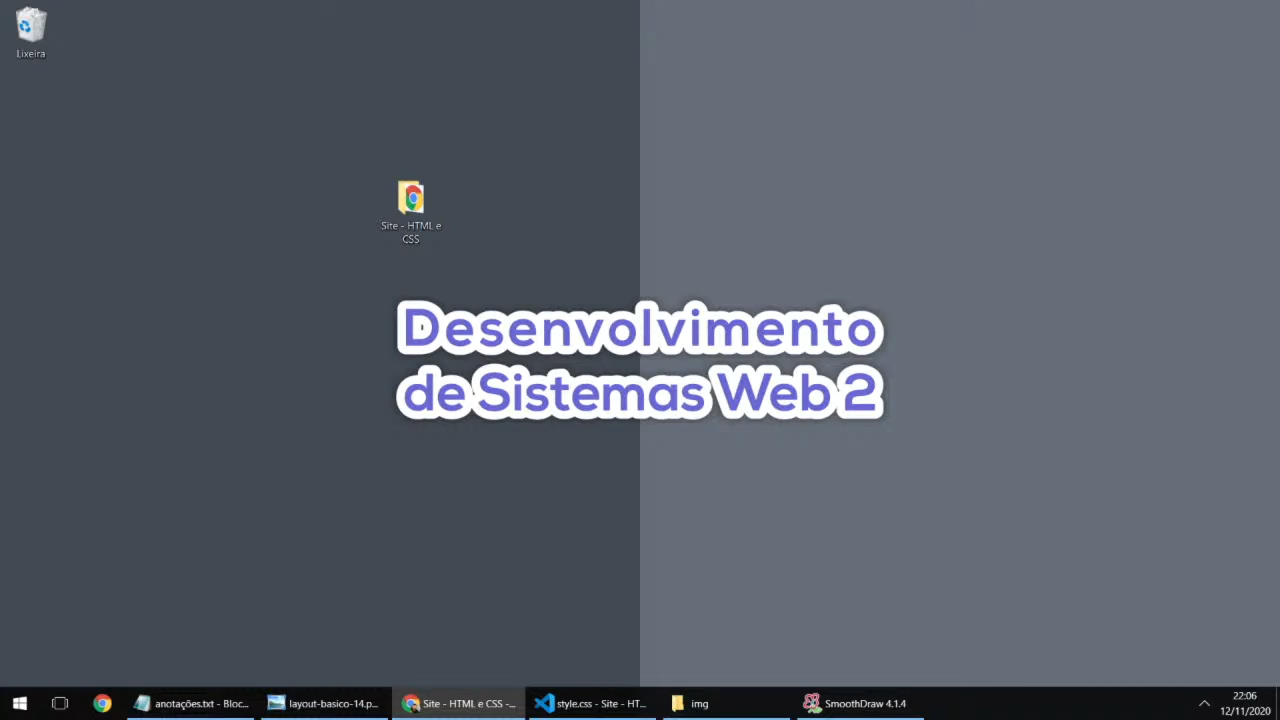 Lixeira
Site - HTML e
CSS
Desenvolvimento
de Sistemas Web 2
anotações.txt - Bloc...
layout-basico-14.p...
Site - HTML e CSS -...
style.css - Site - HT...
img
SmoothDraw 4.1.4
22:06
12/11/2020